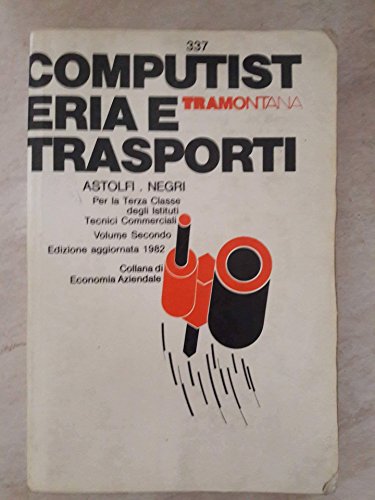 337
COMPUTIST
ERIA E TRAMONTANA
TRASPORTI
ASTOLFI . NEGRI
Per la Terza Classe
degli Istituti
Tecnici Commerciali
Volume Secondo
Edizione aggiornata 1982
Collana di
Economia Aziendale